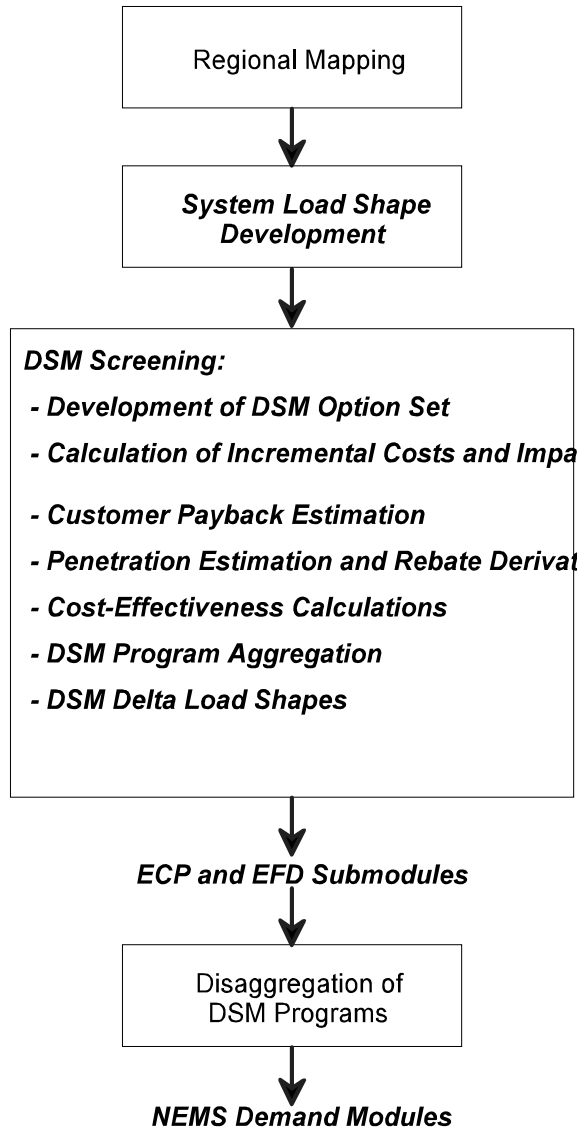 Regional Mapping
System Load Shape
Development
DSM Screening:
- Development of DSM Option Set
- Calculation of Incremental Costs and Impa
- Customer Payback Estimation
- Penetration Estimation and Rebate Derivat
- Cost-Effectiveness Calculations
- DSM Program Aggregation
- DSM Delta Load Shapes
ECP and EFD Submodules
Disaggregation of
DSM Programs
NEMS Demand Modules